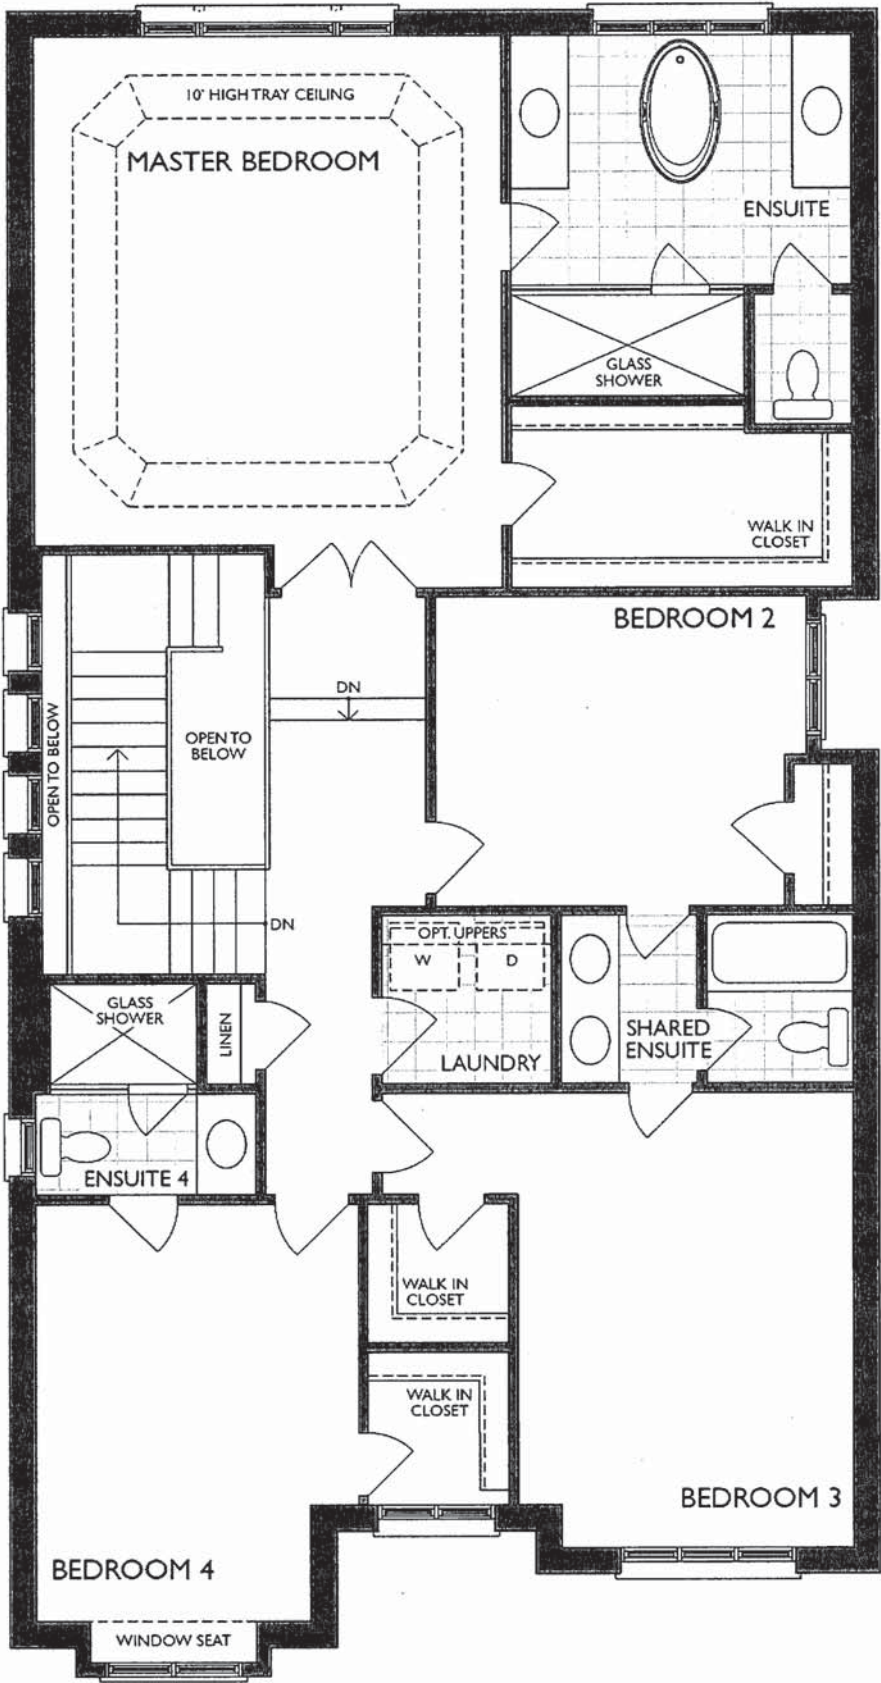 10' HIGH TRAY CEILING
MASTER BEDROOM
ENSUITE
GLASS
SHOWER
WALK IN
CLOSET
BEDROOM 2
DN
OPEN TO BELOW
OPEN TO
BELOW
DN
OPT. UPPERS
W
D
GLASS
SHOWER
LINEN
LAUNDRY
SHARED
ENSUITE
ENSUITE 4
WALK IN
CLOSET
WALK IN
CLOSET
BEDROOM 3
BEDROOM 4
WINDOW SEAT